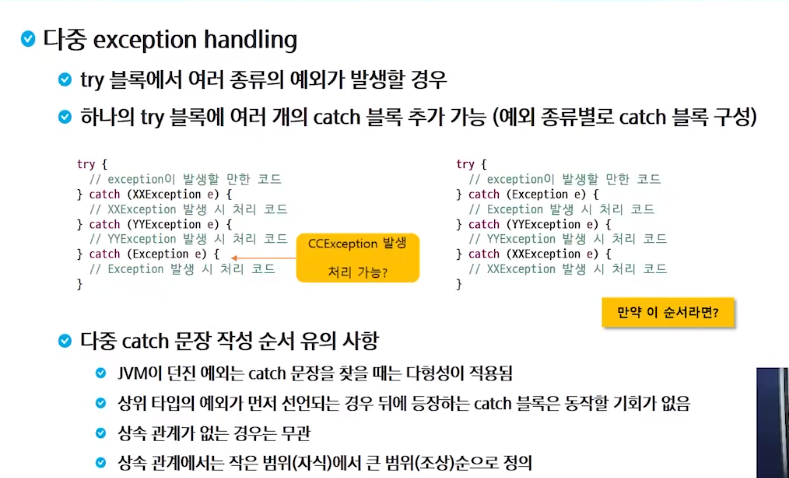 다중 exception handling
try 블록에서 여러 종류의 예외가 발생할 경우
하나의 try 블록에 여러 개의 catch 블록 추가 가능 (예외 종류별로 catch 블록 구성)
try {
// exception이 발생할 만한 코드
} catch (XXException e) {
// XXException 발생 시 처리 코드
} catch (YYException e) {
// YYException 발생 시 처리 코드
} catch (Exception e) {
// Exception 발생 시 처리 코드
}
CCException 발생
처리 가능?
try {
// exception이 발생할 만한 코드
} catch (Exception e) {
// Exception 발생 시 처리 코드
} catch (YYException e) {
// YYException 발생 시 처리 코드
} catch (XXException e) {
// XXException 발생 시 처리 코드
}
만약 이 순서라면?
다중 catch 문장 작성 순서 유의 사항
JVM이 던진 예외는 catch 문장을 찾을 때는 다형성이 적용됨
상위 타입의 예외가 먼저 선언되는 경우 뒤에 등장하는 catch 블록은 동작할 기회가 없음
상속 관계가 없는 경우는 무관
상속 관계에서는 작은 범위(자식)에서 큰 범위(조상)순으로 정의